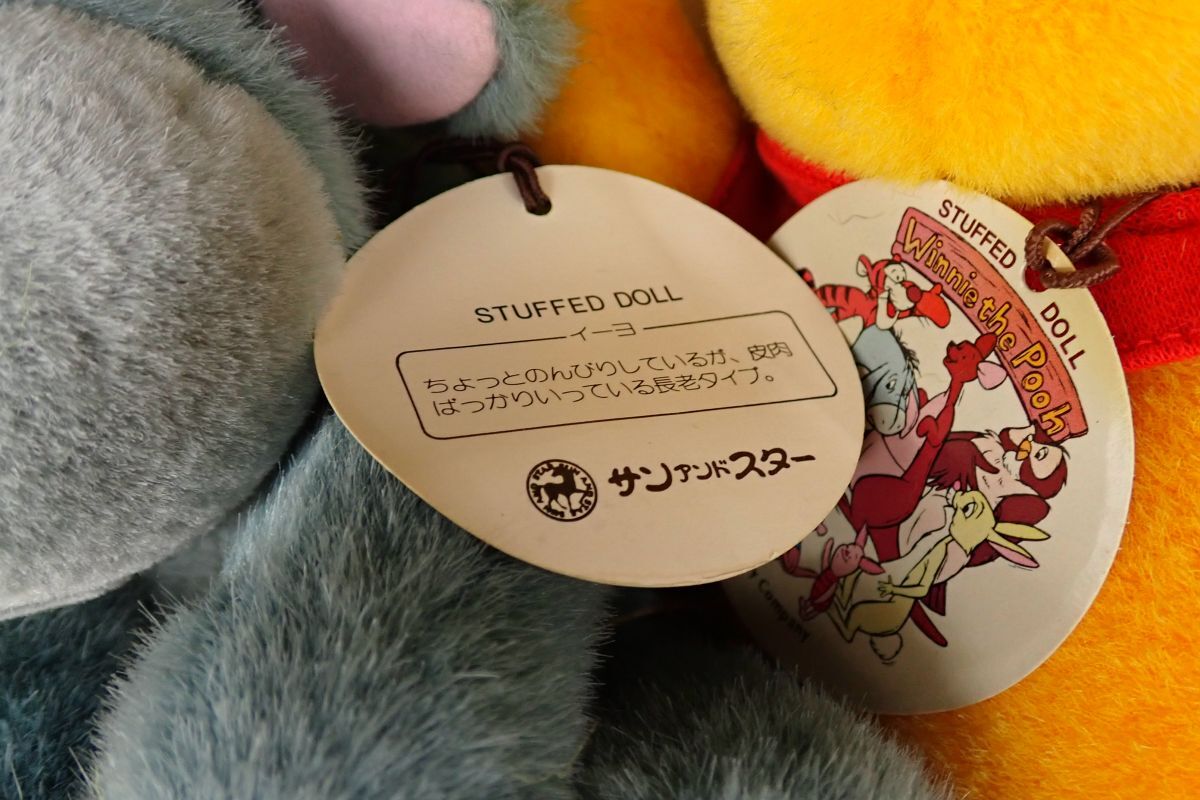 STUFFED DOLL
イーヨ
ちょっとのんびりしているが、皮肉
ばっかりいっている長老タイプ。
サンアンドスター
STUFFED DOLL
Winnie the Pooh
Company